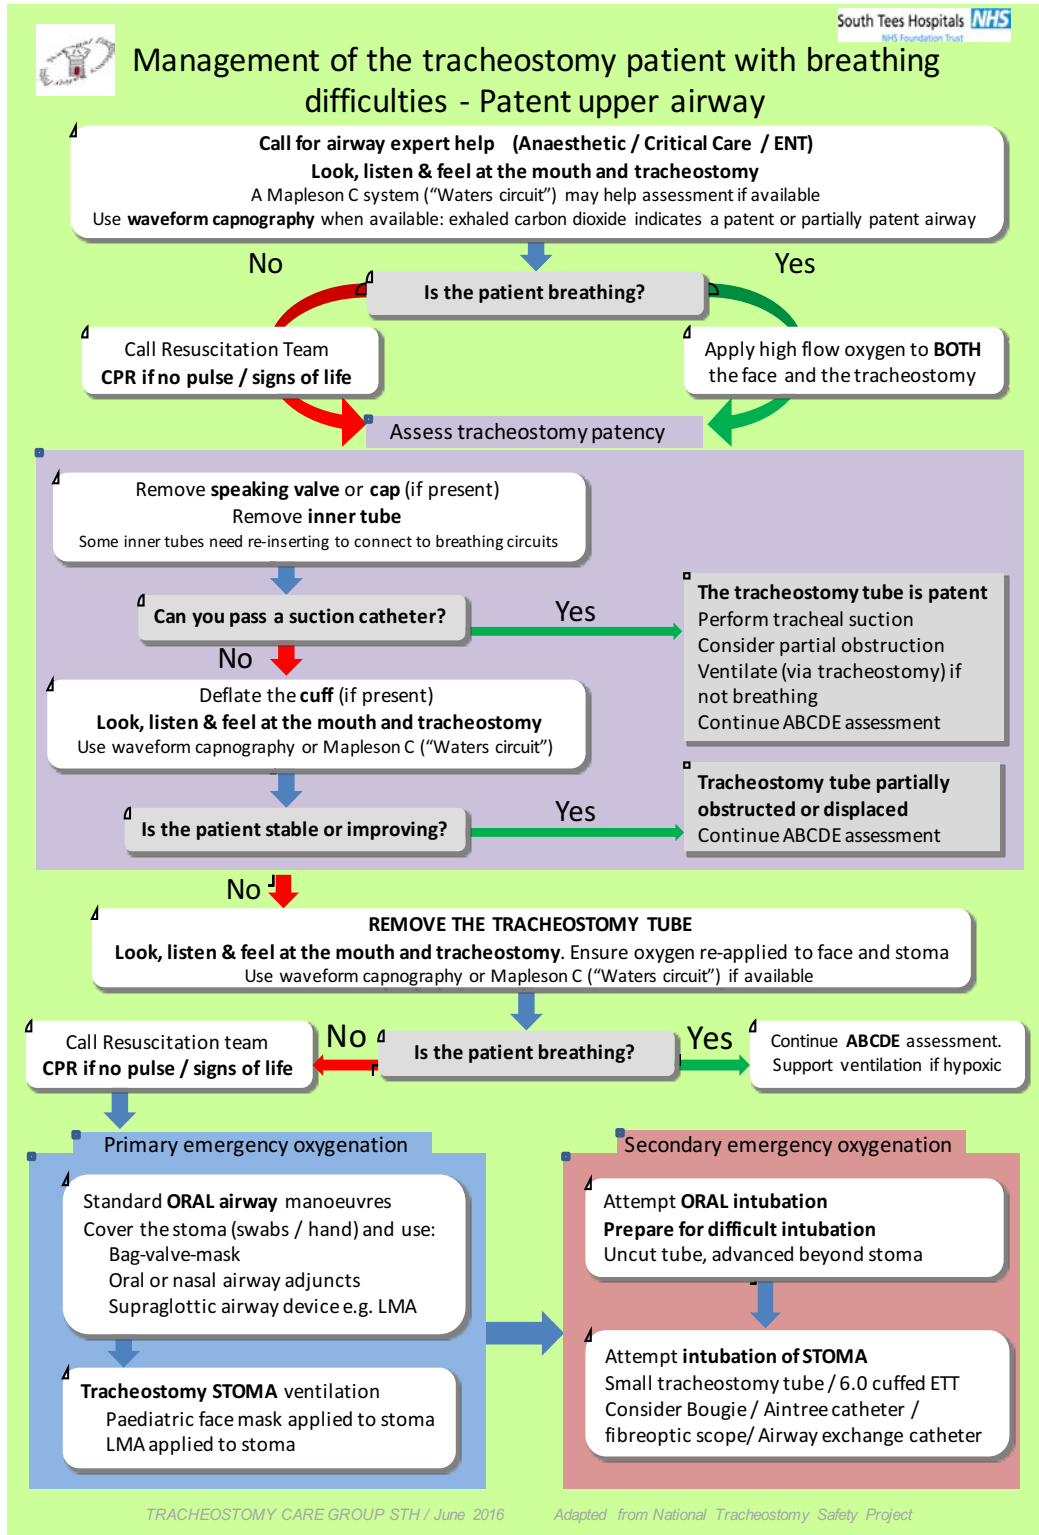 South Tees Hospitals NHS
NHS Foundation Trust
Management of the tracheostomy patient with breathing
difficulties - Patent upper airway
Call for airway expert help (Anaesthetic / Critical Care / ENT)
Look, listen & feel at the mouth and tracheostomy
A Mapleson C system (“Waters circuit”) may help assessment if available
Use waveform capnography when available: exhaled carbon dioxide indicates a patent or partially patent airway
No
Yes
Is the patient breathing?
Call Resuscitation Team
CPR if no pulse / signs of life
Apply high flow oxygen to BOTH
the face and the tracheostomy
Assess tracheostomy patency
Remove speaking valve or cap (if present)
Remove inner tube
Some inner tubes need re-inserting to connect to breathing circuits
Can you pass a suction catheter?
Yes
The tracheostomy tube is patent
Perform tracheal suction
Consider partial obstruction
Ventilate (via tracheostomy) if
not breathing
Continue ABCDE assessment
No
Deflate the cuff (if present)
Look, listen & feel at the mouth and tracheostomy
Use waveform capnography or Mapleson C (“Waters circuit”)
Is the patient stable or improving?
Yes
Tracheostomy tube partially
obstructed or displaced
Continue ABCDE assessment
No
REMOVE THE TRACHEOSTOMY TUBE
Look, listen & feel at the mouth and tracheostomy. Ensure oxygen re-applied to face and stoma
Use waveform capnography or Mapleson C (“Waters circuit”) if available
Call Resuscitation team
CPR if no pulse / signs of life
No
Is the patient breathing?
Yes
Continue ABCDE assessment.
Support ventilation if hypoxic
Primary emergency oxygenation
Standard ORAL airway manoeuvres
Cover the stoma (swabs / hand) and use:
Bag-valve-mask
Oral or nasal airway adjuncts
Supraglottic airway device e.g. LMA
Tracheostomy STOMA ventilation
Paediatric face mask applied to stoma
LMA applied to stoma
Secondary emergency oxygenation
Attempt ORAL intubation
Prepare for difficult intubation
Uncut tube, advanced beyond stoma
Attempt intubation of STOMA
Small tracheostomy tube / 6.0 cuffed ETT
Consider Bougie / Aintree catheter /
fibreoptic scope/ Airway exchange catheter
TRACHEOSTOMY CARE GROUP STH / June 2016 Adapted from National Tracheostomy Safety Project